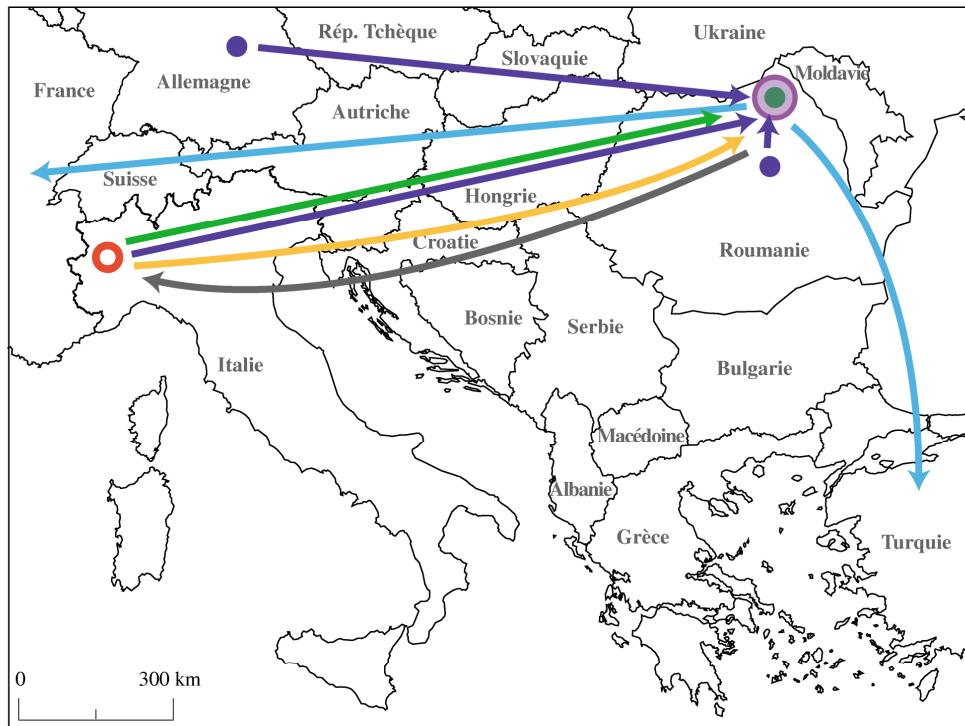 Rép. Tchèque
Ukraine
Slovaquie
Moldavie
Allemagne
France
Autriche
Suisse
Hongrie
Croatie
Roumanie
Bosnie
Serbie
Italie
Bulgarie
Macédoine
Albanie
Grèce
Turquie
0 300 km